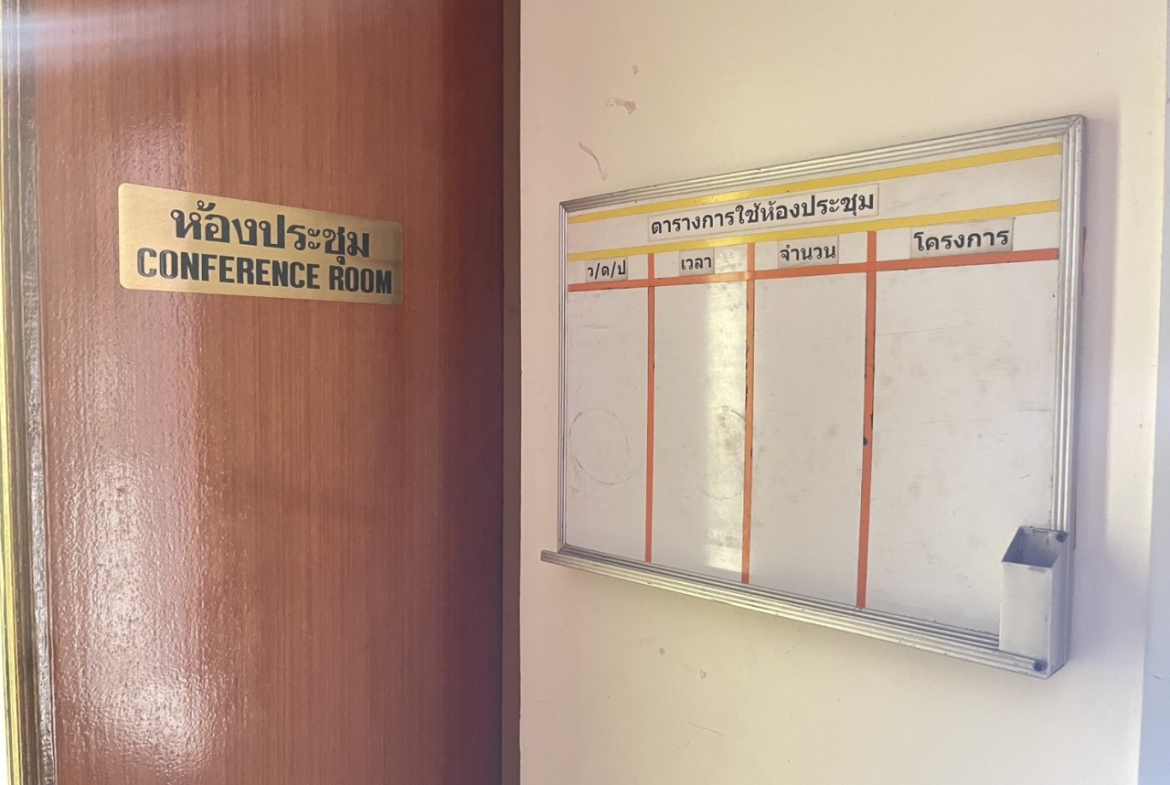 ห้องประชุม
CONFERENCE ROOM
ตารางการใช้ห้องประชุม
ว/ด/ป เวลา จำนวน โครงการ